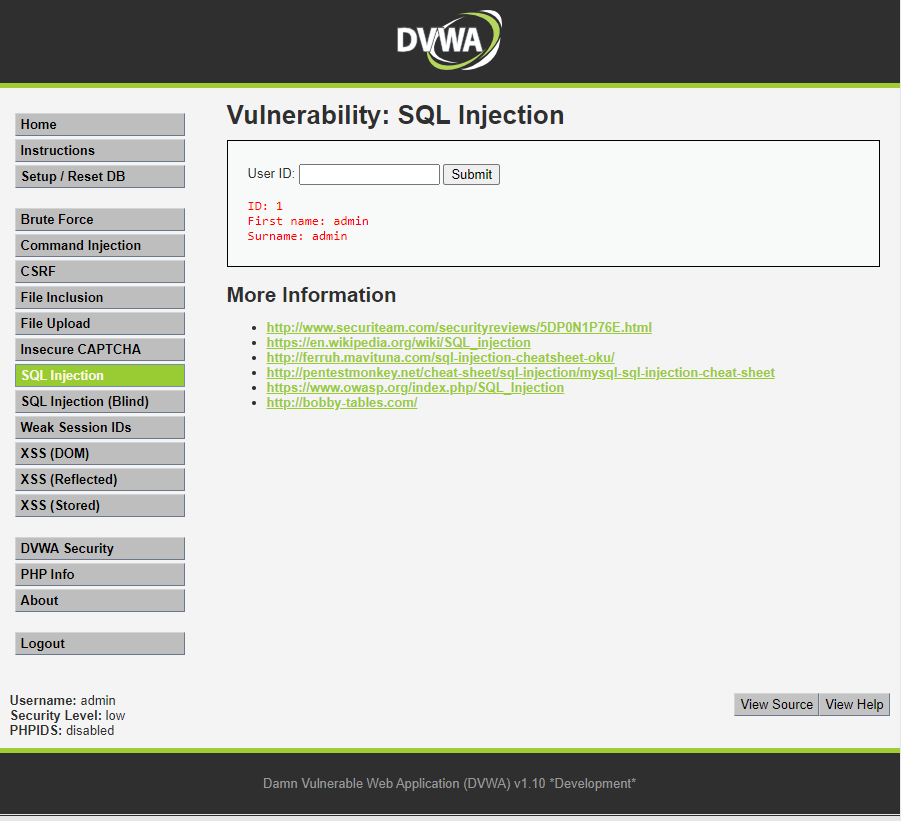 DVWA
Home
Instructions
Setup / Reset DB
Brute Force
Command Injection
CSRF
File Inclusion
File Upload
Insecure CAPTCHA
SQL Injection
SQL Injection (Blind)
Weak Session IDs
XSS (DOM)
XSS (Reflected)
XSS (Stored)
DVWA Security
PHP Info
About
Logout
Vulnerability: SQL Injection
User ID: Submit
ID: 1
First name: admin
Surname: admin
More Information
http://www.securiteam.com/securityreviews/5DP0N1P76E.html
https://en.wikipedia.org/wiki/SQL_injection
http://ferruh.mavituna.com/sql-injection-cheatsheet-oku/
http://pentestmonkey.net/cheat-sheet/sql-injection/mysql-sql-injection-cheat-sheet
https://www.owasp.org/index.php/SQL_Injection
http://bobby-tables.com/
Username: admin
Security Level: low
PHPIDS: disabled
View Source View Help
Damn Vulnerable Web Application (DVWA) v1.10 *Development*